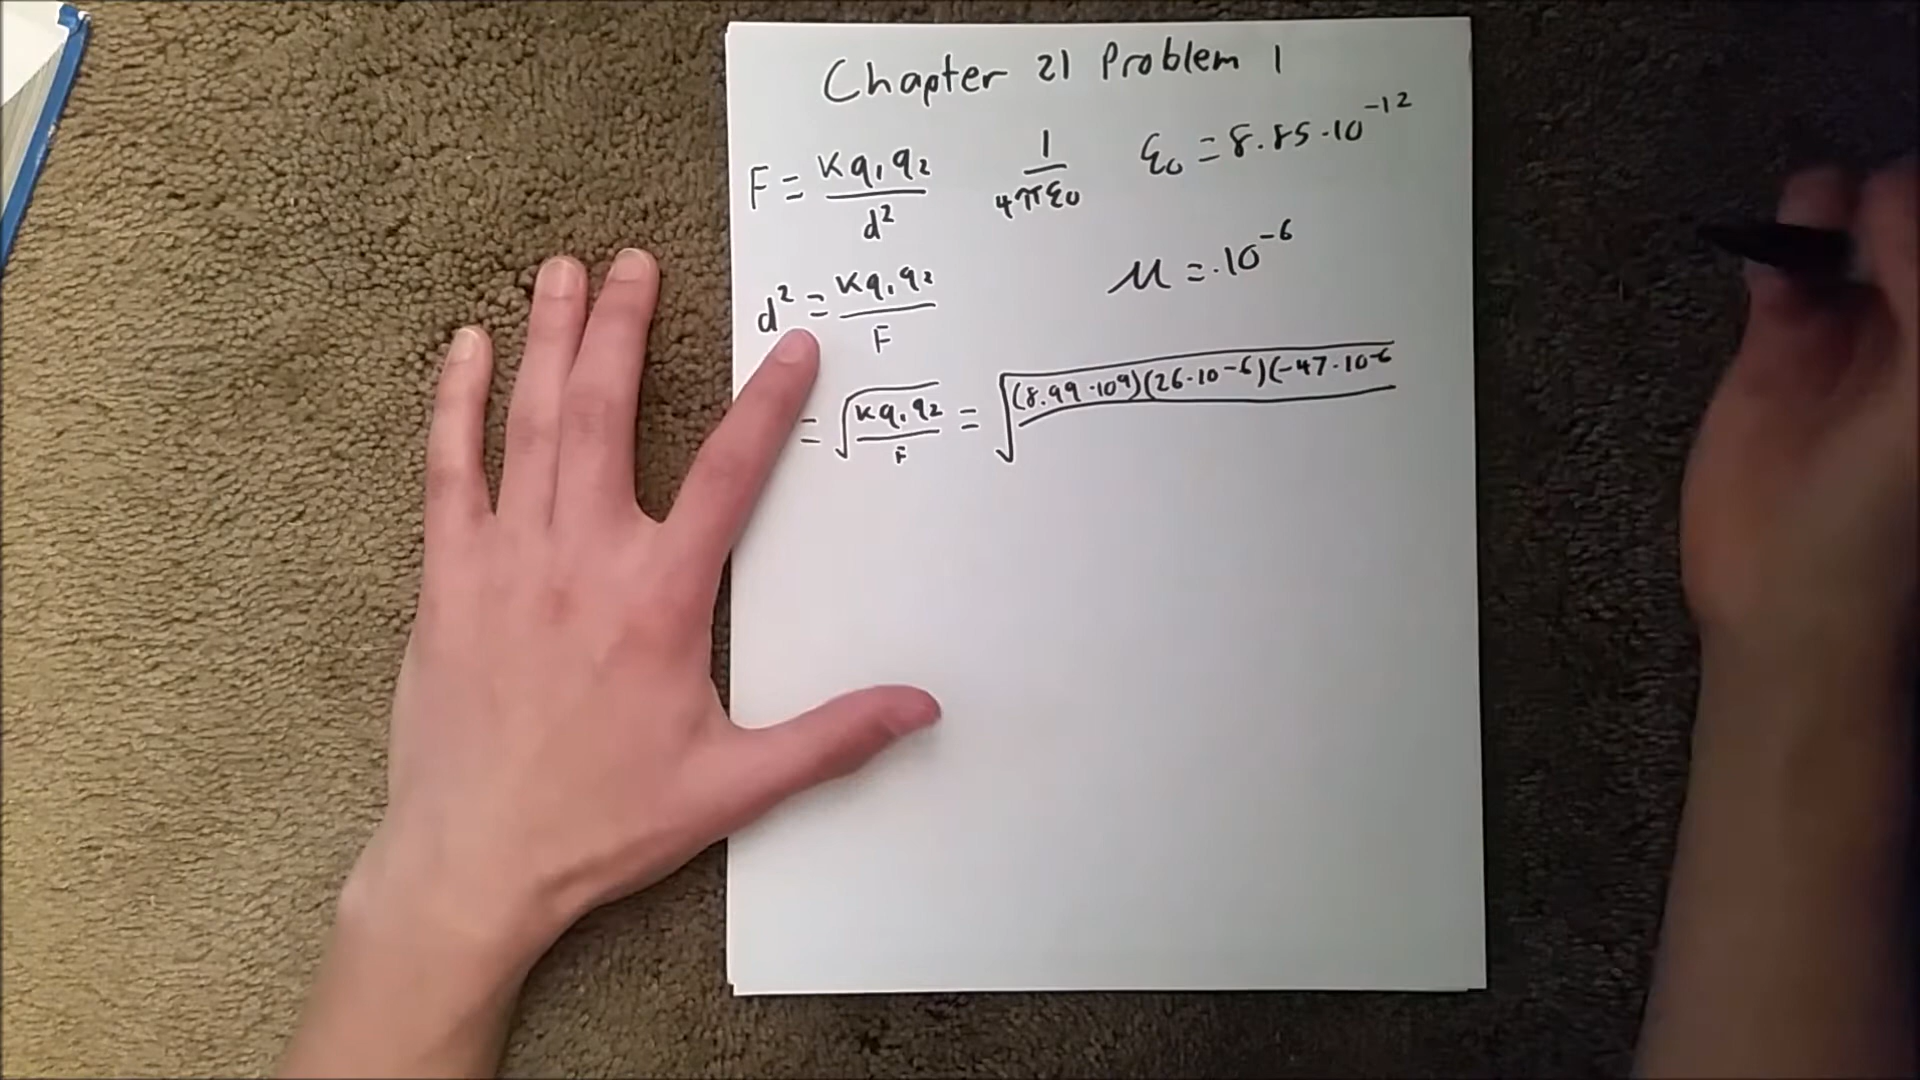 Chapter 21 Problem 1
F = kq₁q₂/d² 1/4πε₀ ε₀ = 8.85·10⁻¹²
μ = ·10⁻⁶
d² = kq₁q₂/F
= √(kq₁q₂/F) = √(8.99·10⁹)(26·10⁻⁶)(-47·10⁻⁶